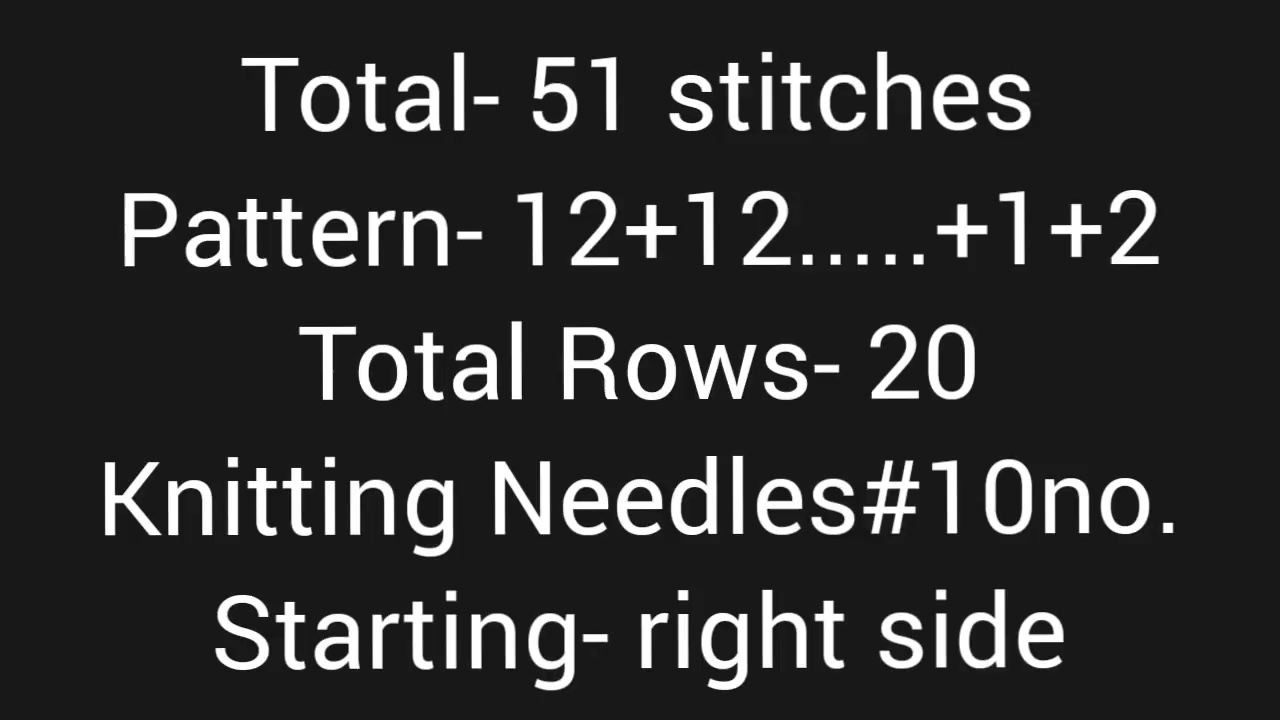 Total- 51 stitches
Pattern- 12+12.....+1+2
Total Rows- 20
Knitting Needles#10no.
Starting- right side